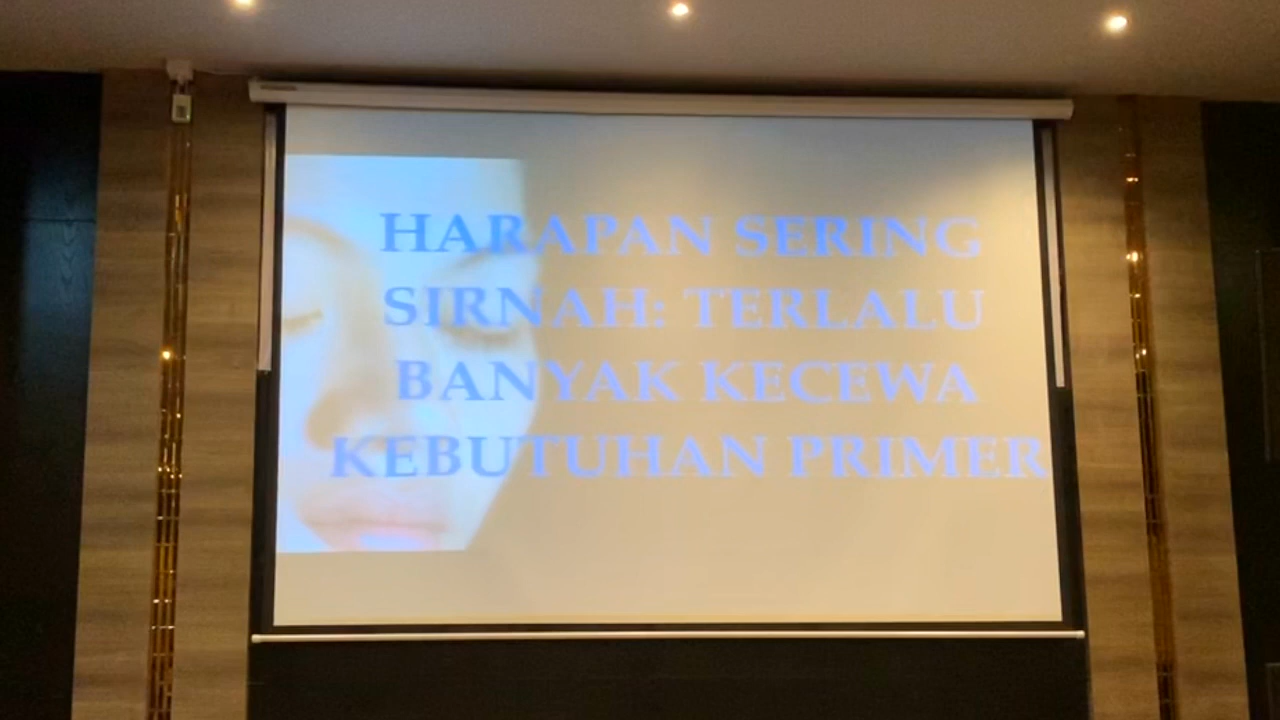 HARAPAN SERING
SIRNAH: TERLALU
BANYAK KECEWA
KEBUTUHAN PRIMER